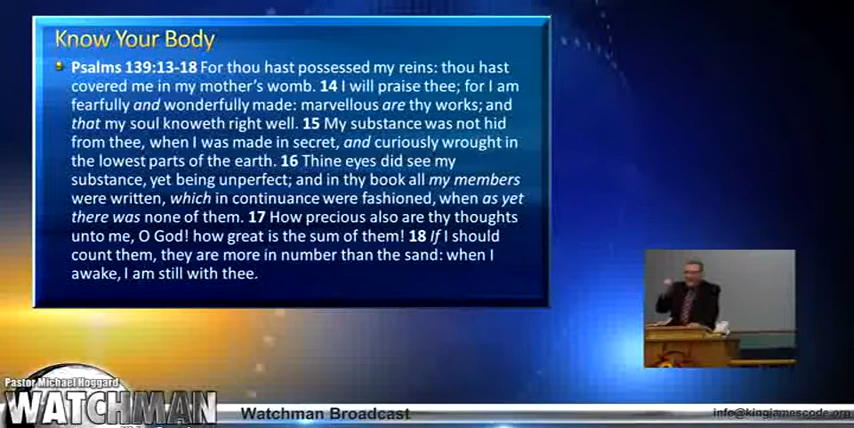 Know Your Body
Psalms 139:13-18 For thou hast possessed my reins: thou hast
covered me in my mother's womb. 14 I will praise thee; for I am
fearfully and wonderfully made: marvellous are thy works; and
that my soul knoweth right well. 15 My substance was not hid
from thee, when I was made in secret, and curiously wrought in
the lowest parts of the earth. 16 Thine eyes did see my
substance, yet being unperfect; and in thy book all my members
were written, which in continuance were fashioned, when as yet
there was none of them. 17 How precious also are thy thoughts
unto me, O God! how great is the sum of them! 18 If I should
count them, they are more in number than the sand: when I
awake, I am still with thee.
Pastor Michael Hoggard
WATCHMAN
Watchman Broadcast
info@kingjamescode.org